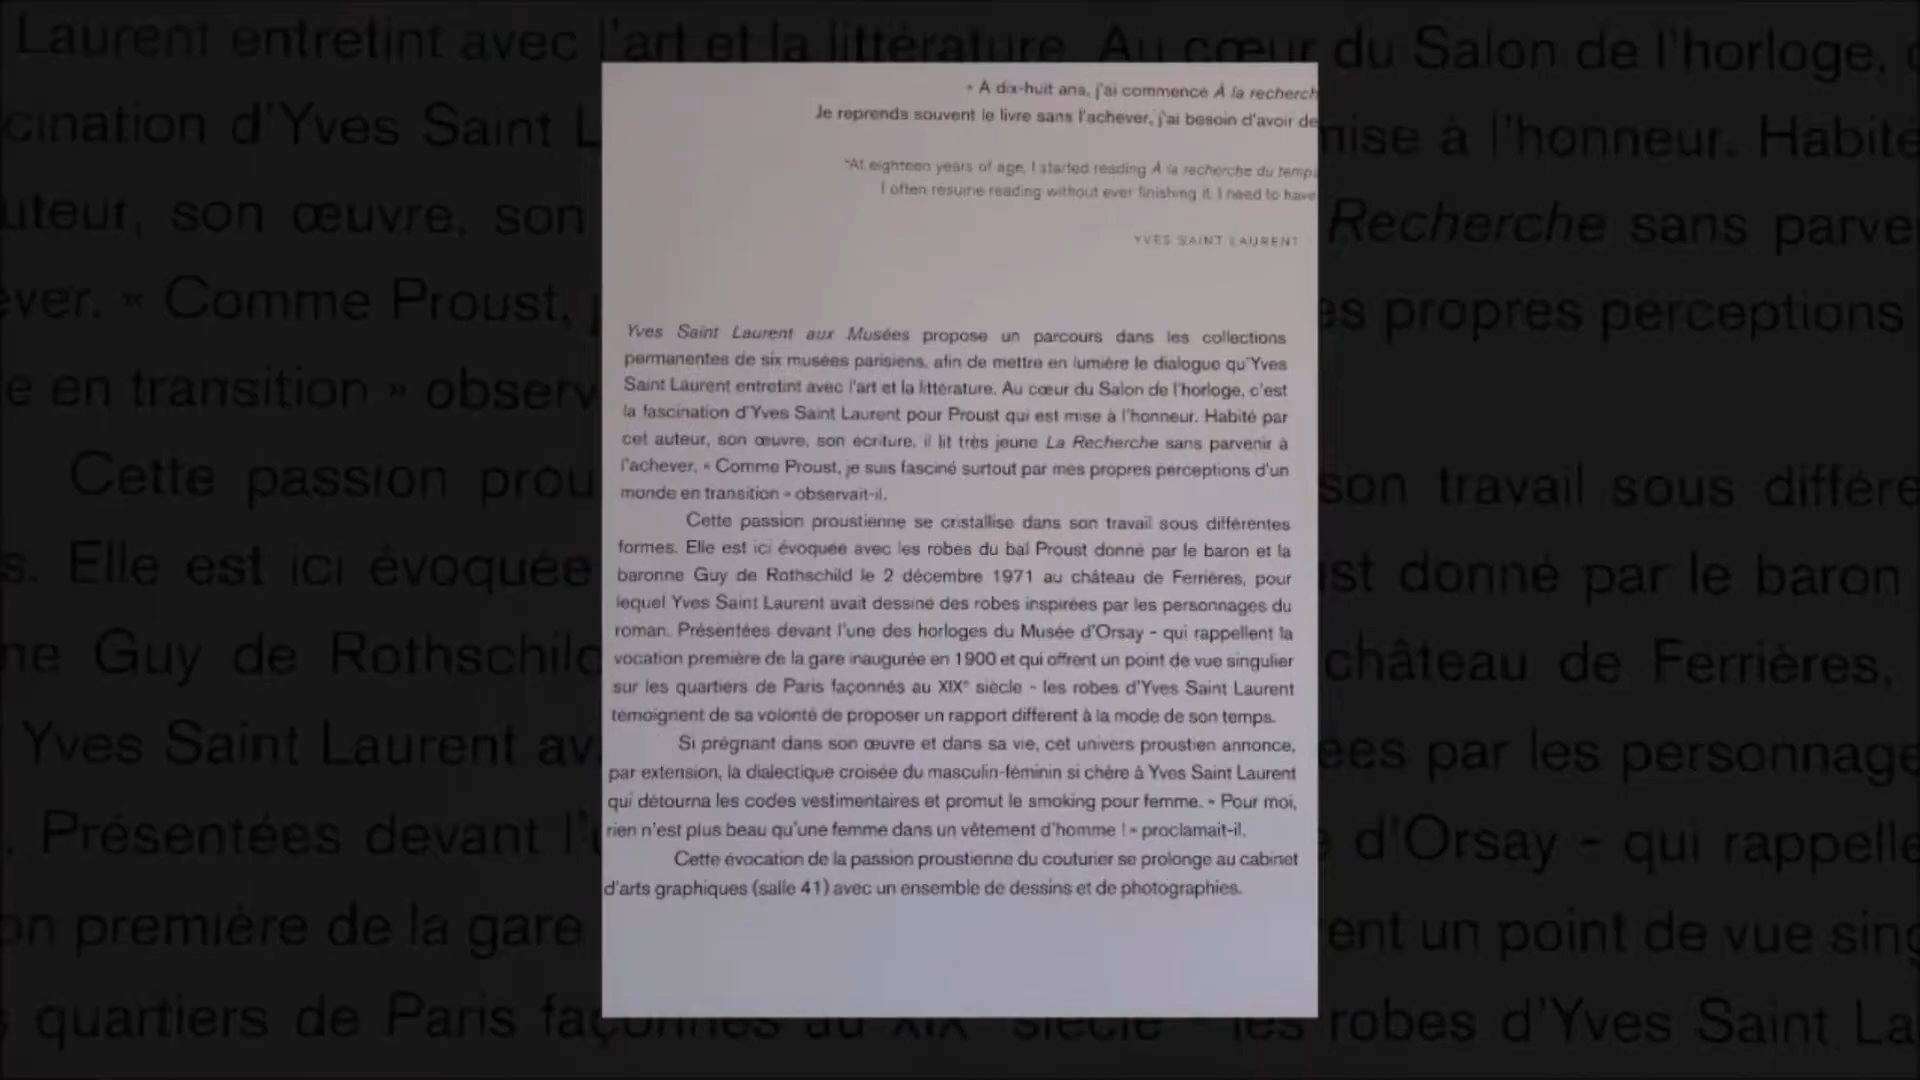 « À dix-huit ans, j'ai commencé À la recherch
Je reprends souvent le livre sans l'achever, j'ai besoin d'avoir de
"At eighteen years of age, I started reading À la recherche du temps
I often resume reading without ever finishing it. I need to have
YVES SAINT LAURENT
Yves Saint Laurent aux Musées propose un parcours dans les collections
permanentes de six musées parisiens, afin de mettre en lumière le dialogue qu'Yves
Saint Laurent entretint avec l'art et la littérature. Au cœur du Salon de l'horloge, c'est
la fascination d'Yves Saint Laurent pour Proust qui est mise à l'honneur. Habité par
cet auteur, son œuvre, son écriture, il lit très jeune La Recherche sans parvenir à
l'achever. « Comme Proust, je suis fasciné surtout par mes propres perceptions d'un
monde en transition » observait-il.
Cette passion proustienne se cristallise dans son travail sous différentes
formes. Elle est ici évoquée avec les robes du bal Proust donné par le baron et la
baronne Guy de Rothschild le 2 décembre 1971 au château de Ferrières, pour
lequel Yves Saint Laurent avait dessiné des robes inspirées par les personnages du
roman. Présentées devant l'une des horloges du Musée d'Orsay - qui rappellent la
vocation première de la gare inaugurée en 1900 et qui offrent un point de vue singulier
sur les quartiers de Paris façonnés au XIXe siècle - les robes d'Yves Saint Laurent
témoignent de sa volonté de proposer un rapport différent à la mode de son temps.
Si prégnant dans son œuvre et dans sa vie, cet univers proustien annonce,
par extension, la dialectique croisée du masculin-féminin si chère à Yves Saint Laurent
qui détourna les codes vestimentaires et promut le smoking pour femme. « Pour moi,
rien n'est plus beau qu'une femme dans un vêtement d'homme ! » proclamait-il.
Cette évocation de la passion proustienne du couturier se prolonge au cabinet
d'arts graphiques (salle 41) avec un ensemble de dessins et de photographies.